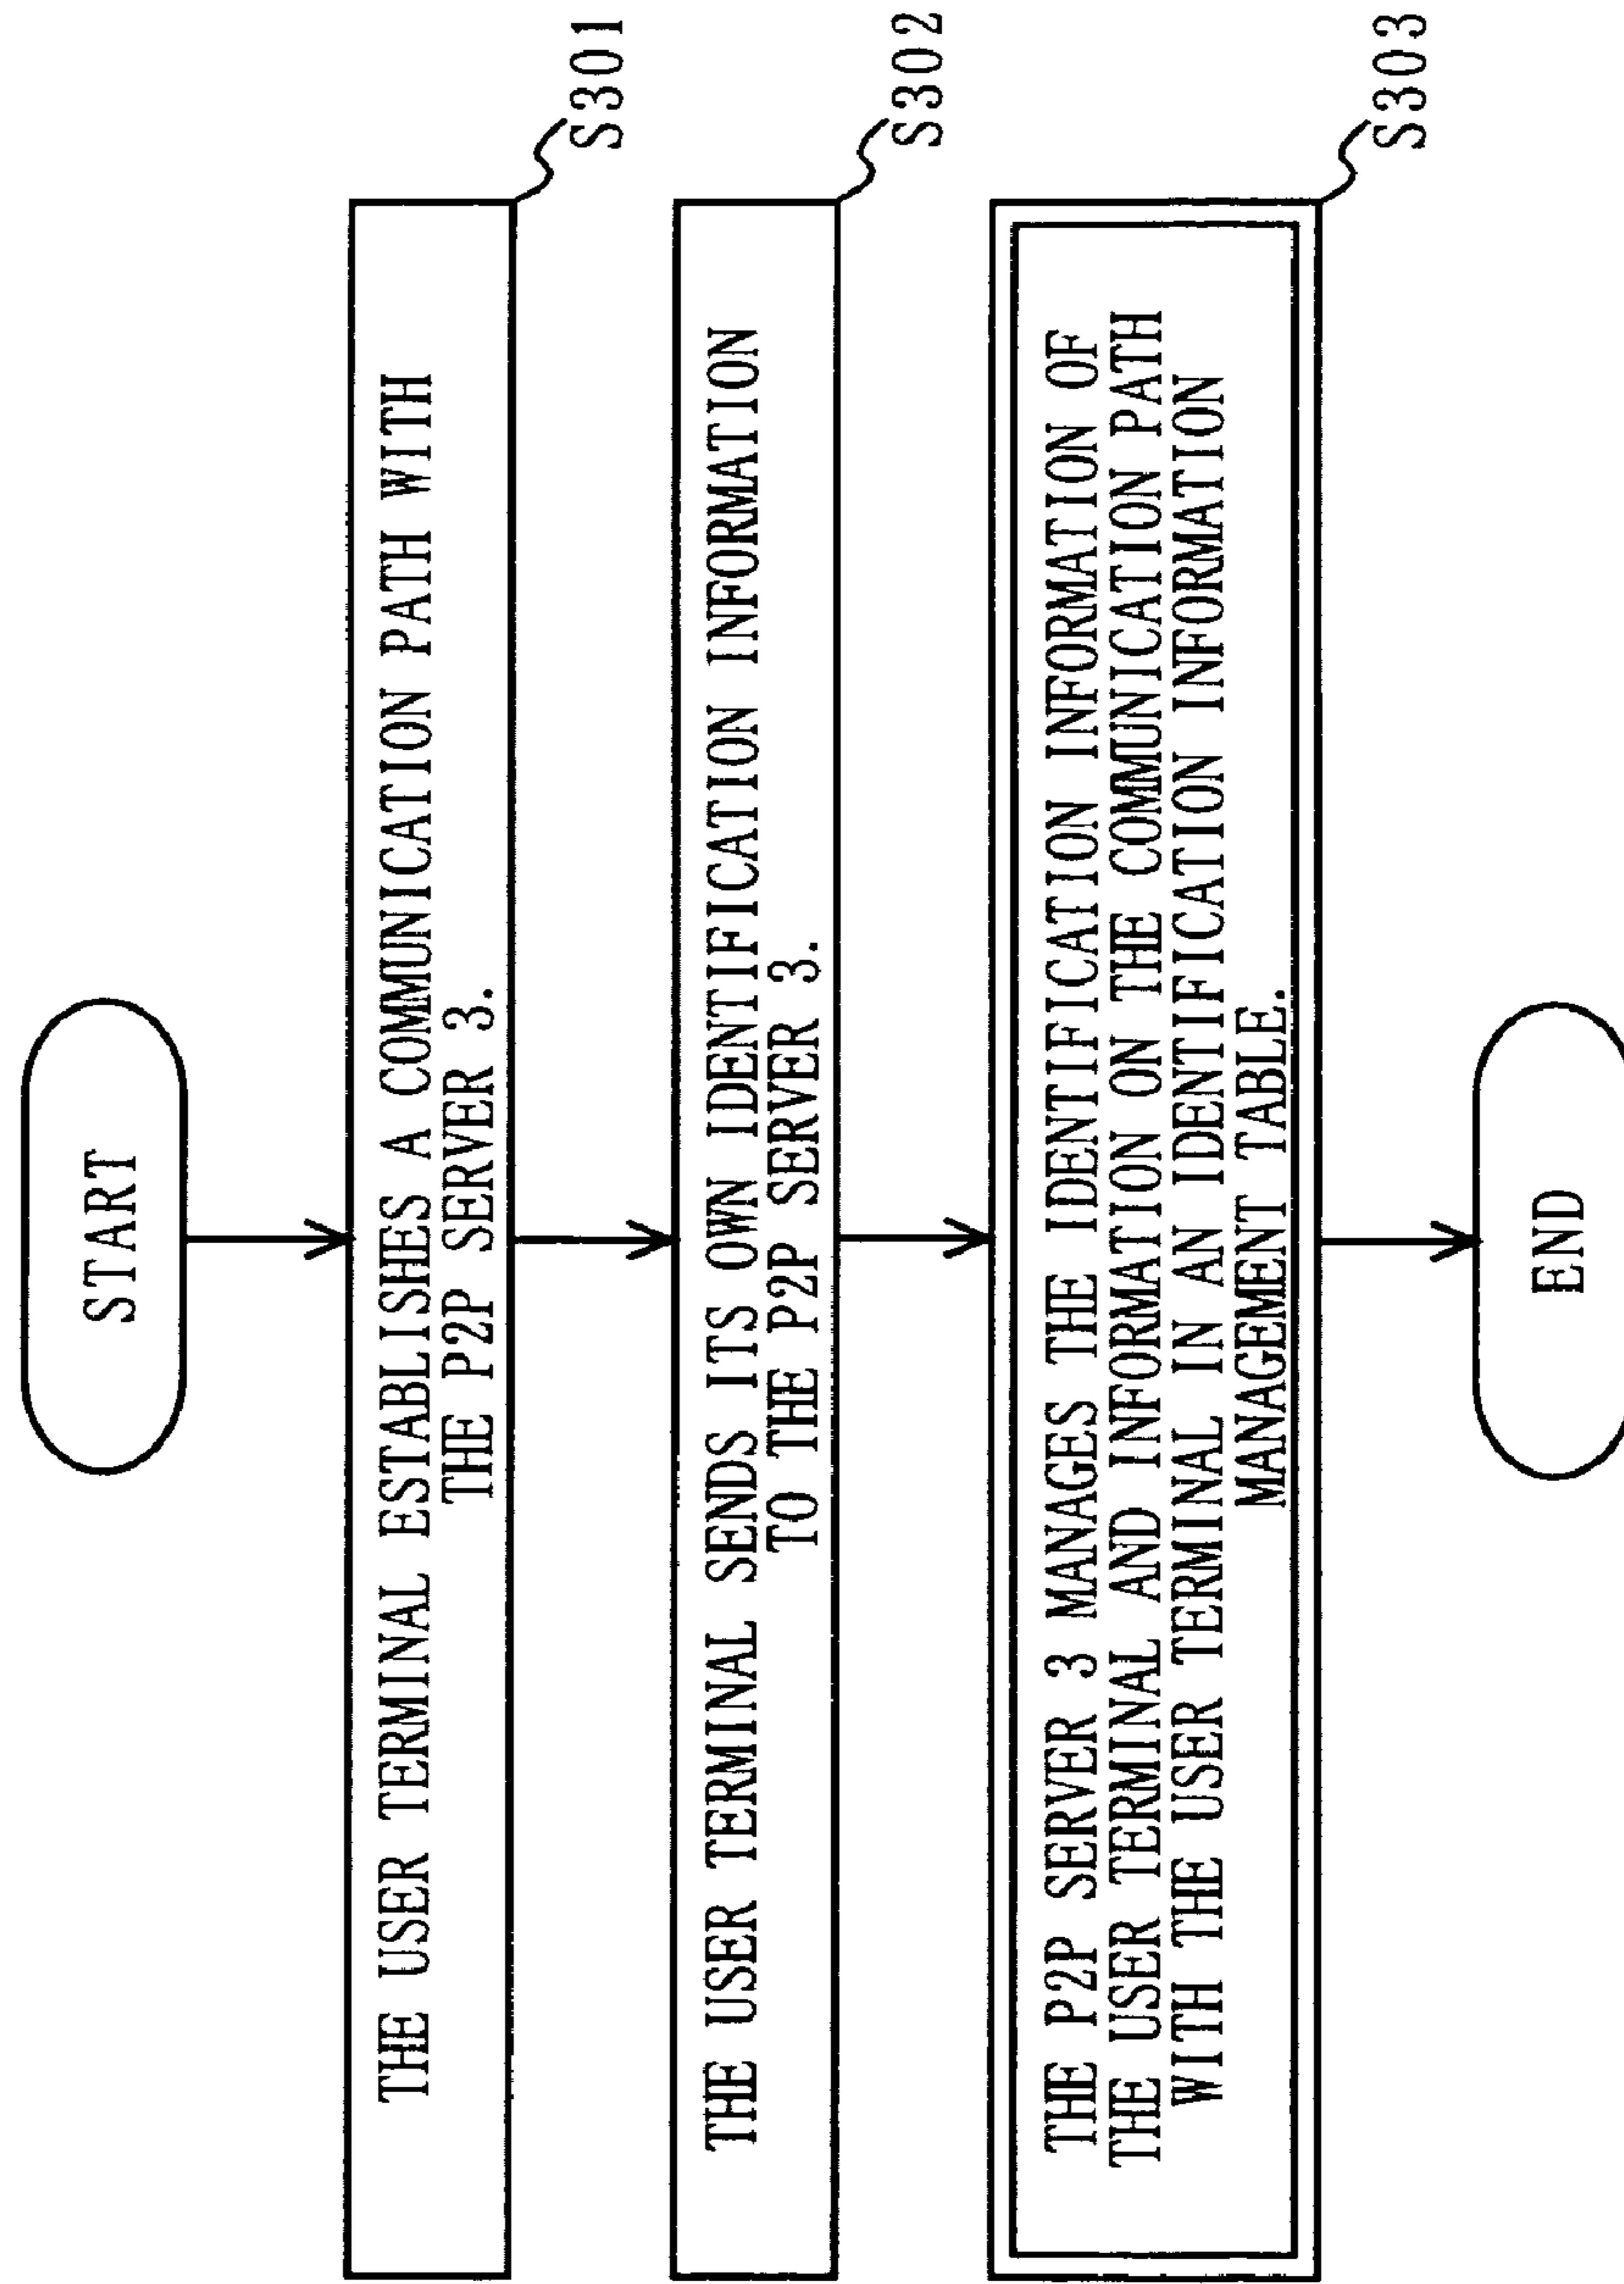 START
THE USER TERMINAL ESTABLISHES A COMMUNICATION PATH WITH
THE P2P SERVER 3.
S301
THE USER TERMINAL SENDS ITS OWN IDENTIFICATION INFORMATION
TO THE P2P SERVER 3.
S302
THE P2P SERVER 3 MANAGES THE IDENTIFICATION INFORMATION OF
THE USER TERMINAL AND INFORMATION ON THE COMMUNICATION PATH
WITH THE USER TERMINAL IN AN IDENTIFICATION INFORMATION
MANAGEMENT TABLE.
S303
END